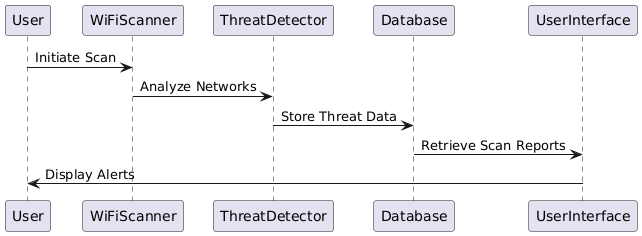 User WiFiScanner ThreatDetector Database UserInterface
Initiate Scan
Analyze Networks
Store Threat Data
Retrieve Scan Reports
Display Alerts
User WiFiScanner ThreatDetector Database UserInterface